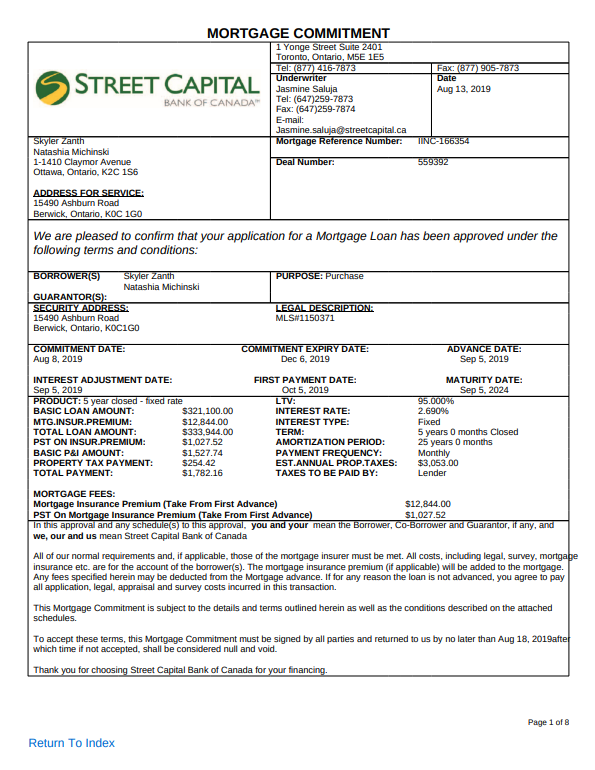 MORTGAGE COMMITMENT
STREET CAPITAL
BANK OF CANADA
1 Yonge Street Suite 2401
Toronto, Ontario, M5E 1E5
Tel: (877) 416-7873 Fax: (877) 905-7873
Underwriter
Jasmine Saluja
Tel: (647)259-7873
Fax: (647)259-7874
E-mail:
Jasmine.saluja@streetcapital.ca
Date
Aug 13, 2019
Skyler Zanth
Natashia Michinski
1-1410 Claymor Avenue
Ottawa, Ontario, K2C 1S6
ADDRESS FOR SERVICE:
15490 Ashburn Road
Berwick, Ontario, K0C 1G0
Mortgage Reference Number: IINC-166354
Deal Number: 559392
We are pleased to confirm that your application for a Mortgage Loan has been approved under the
following terms and conditions:
BORROWER(S) Skyler Zanth
Natashia Michinski
GUARANTOR(S):
PURPOSE: Purchase
SECURITY ADDRESS:
15490 Ashburn Road
Berwick, Ontario, K0C1G0
LEGAL DESCRIPTION:
MLS#1150371
COMMITMENT DATE: COMMITMENT EXPIRY DATE: ADVANCE DATE:
Aug 8, 2019 Dec 6, 2019 Sep 5, 2019
INTEREST ADJUSTMENT DATE: FIRST PAYMENT DATE: MATURITY DATE:
Sep 5, 2019 Oct 5, 2019 Sep 5, 2024
PRODUCT: 5 year closed - fixed rate LTV: 95.000%
BASIC LOAN AMOUNT: $321,100.00 INTEREST RATE: 2.690%
MTG.INSUR.PREMIUM: $12,844.00 INTEREST TYPE: Fixed
TOTAL LOAN AMOUNT: $333,944.00 TERM: 5 years 0 months Closed
PST ON INSUR.PREMIUM: $1,027.52 AMORTIZATION PERIOD: 25 years 0 months
BASIC P&I AMOUNT: $1,527.74 PAYMENT FREQUENCY: Monthly
PROPERTY TAX PAYMENT: $254.42 EST.ANNUAL PROP.TAXES: $3,053.00
TOTAL PAYMENT: $1,782.16 TAXES TO BE PAID BY: Lender
MORTGAGE FEES:
Mortgage Insurance Premium (Take From First Advance) $12,844.00
PST On Mortgage Insurance Premium (Take From First Advance) $1,027.52
In this approval and any schedule(s) to this approval, you and your mean the Borrower, Co-Borrower and Guarantor, if any, and
we, our and us mean Street Capital Bank of Canada
All of our normal requirements and, if applicable, those of the mortgage insurer must be met. All costs, including legal, survey, mortgage
insurance etc. are for the account of the borrower(s). The mortgage insurance premium (if applicable) will be added to the mortgage.
Any fees specified herein may be deducted from the Mortgage advance. If for any reason the loan is not advanced, you agree to pay
all application, legal, appraisal and survey costs incurred in this transaction.
This Mortgage Commitment is subject to the details and terms outlined herein as well as the conditions described on the attached
schedules.
To accept these terms, this Mortgage Commitment must be signed by all parties and returned to us by no later than Aug 18, 2019after
which time if not accepted, shall be considered null and void.
Thank you for choosing Street Capital Bank of Canada for your financing.
Page 1 of 8
Return To Index